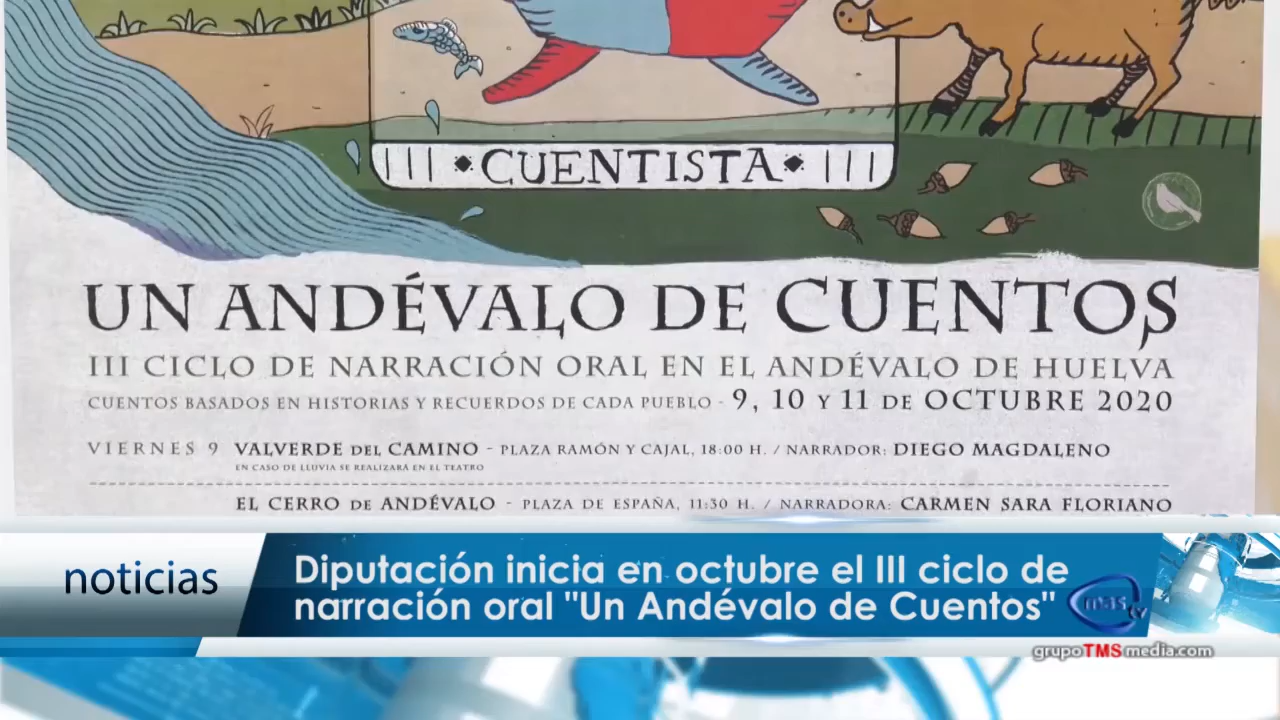 CUENTISTA
UN ANDÉVALO DE CUENTOS
III CICLO DE NARRACIÓN ORAL EN EL ANDÉVALO DE HUELVA
CUENTOS BASADOS EN HISTORIAS Y RECUERDOS DE CADA PUEBLO - 9, 10 Y 11 DE OCTUBRE 2020
VIERNES 9 VALVERDE DEL CAMINO - PLAZA RAMÓN Y CAJAL, 18:00 H. / NARRADOR: DIEGO MAGDALENO
EN CASO DE LLUVIA SE REALIZARÁ EN EL TEATRO
EL CERRO DE ANDÉVALO - PLAZA DE ESPAÑA, 11:30 H. / NARRADORA: CARMEN SARA FLORIANO
noticias
Diputación inicia en octubre el III ciclo de
narración oral "Un Andévalo de Cuentos"
mas tv
grupoTMSmedia.com